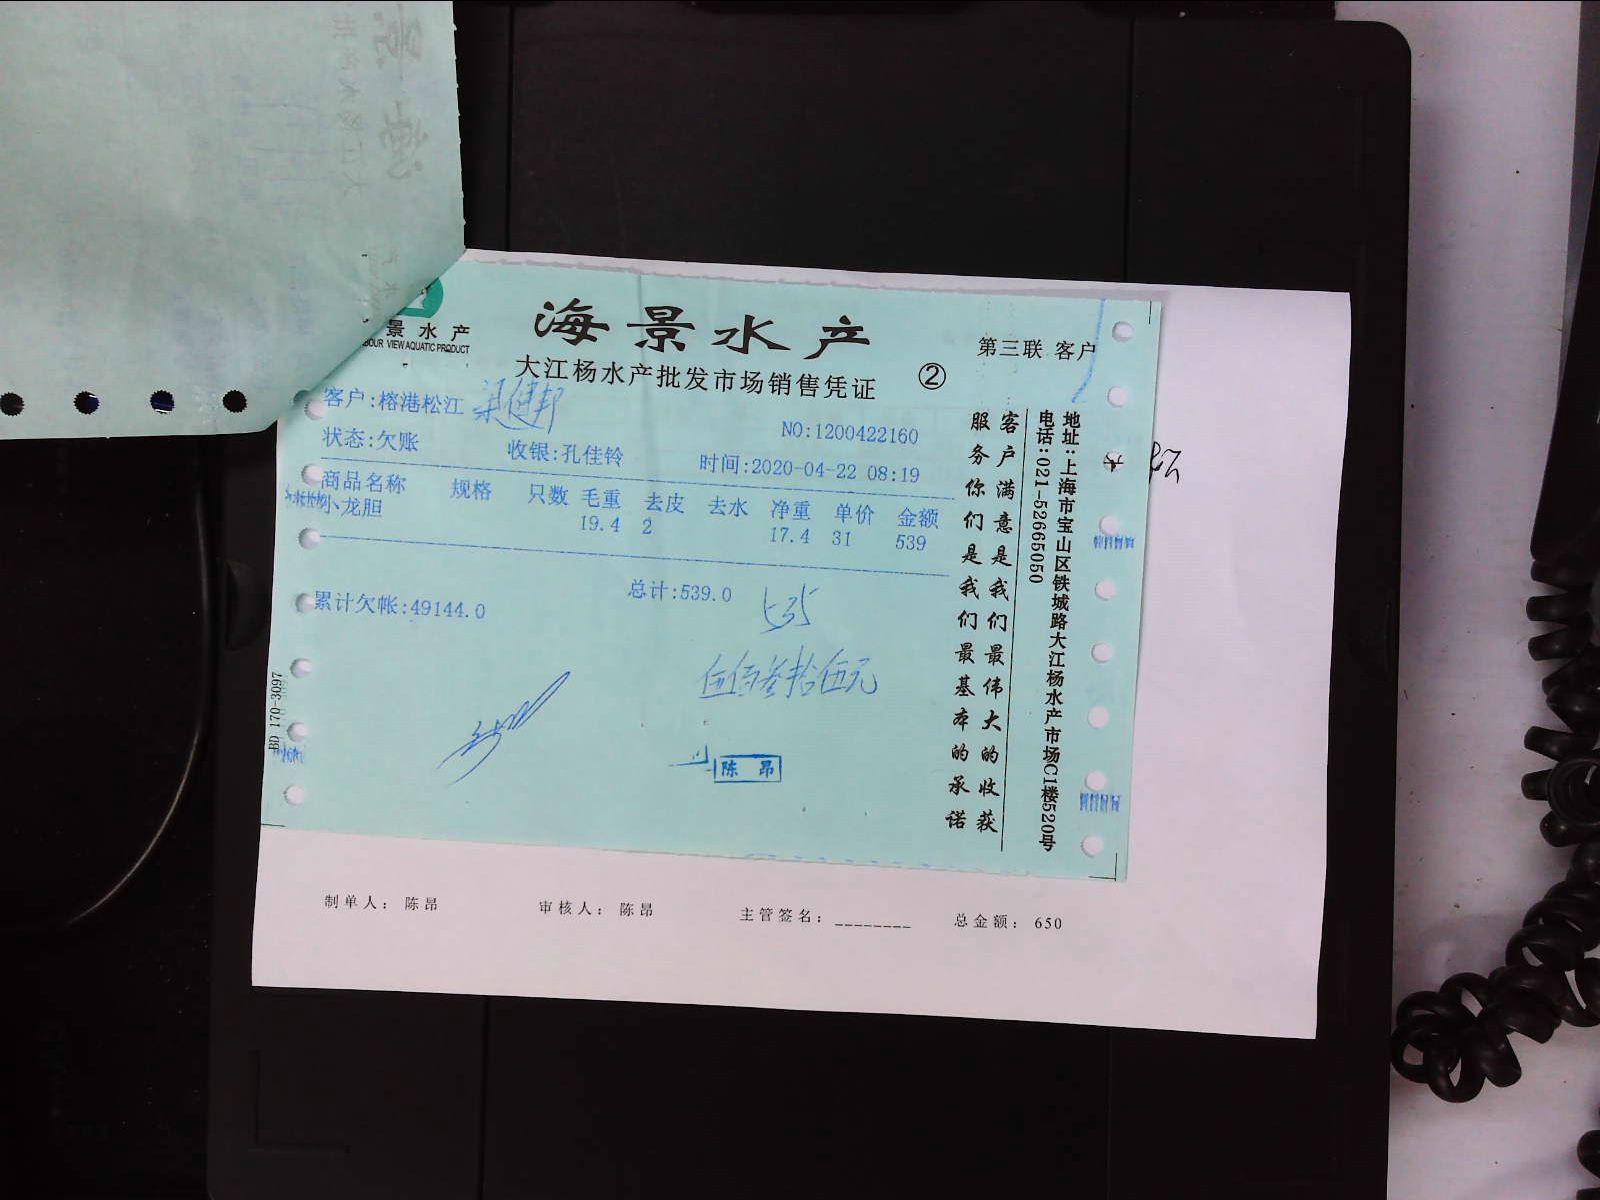 海景水产
景水产
BOUR VIEW AQUATIC PRODUCT
大江杨水产批发市场销售凭证
②
第三联 客户
客户:榕港松江
NO:1200422160
状态:欠账 收银:孔佳铃 时间:2020-04-22 08:19
商品名称 规格 只数 毛重 去皮 去水 净重 单价 金额
小龙胆 19.4 2 17.4 31 539
总计:539.0
535
累计欠帐:49144.0
伍佰叁拾伍元
陈 昂
客户满意是我们最伟大的收获
服务你们是我们最基本的承诺
地址:上海市宝山区铁城路大江杨水产市场C1楼520号
电话:021-52665050
BD 170-3097
制单人: 陈昂 审核人: 陈昂 主管签名: ________ 总金额: 650